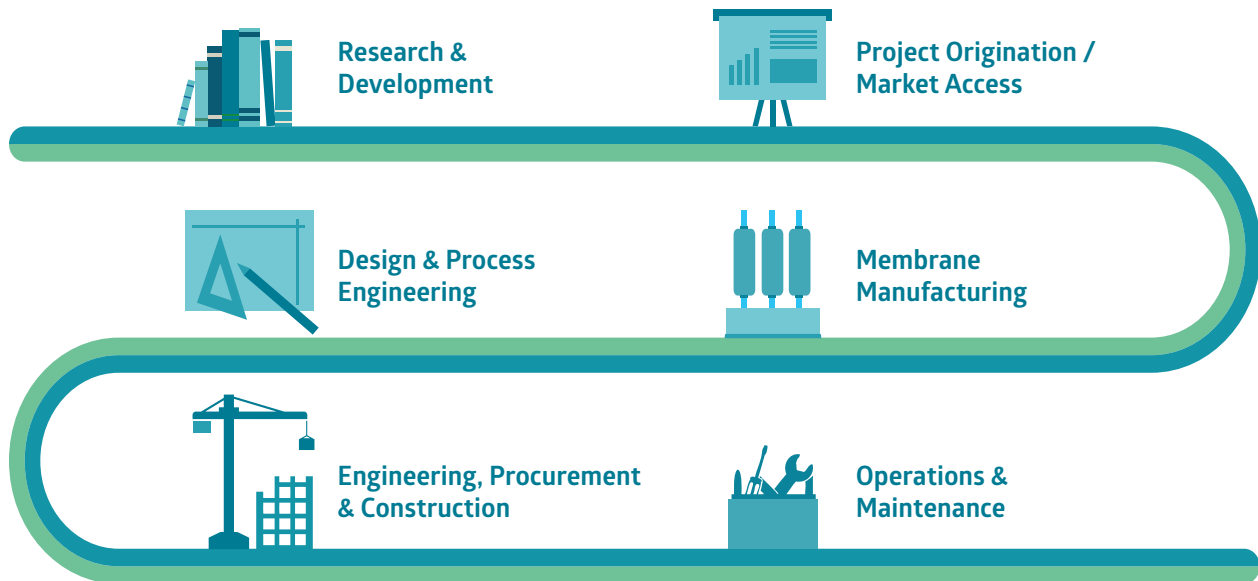 Research &
Development
Project Origination /
Market Access
Design & Process
Engineering
Membrane
Manufacturing
Engineering, Procurement
& Construction
Operations &
Maintenance